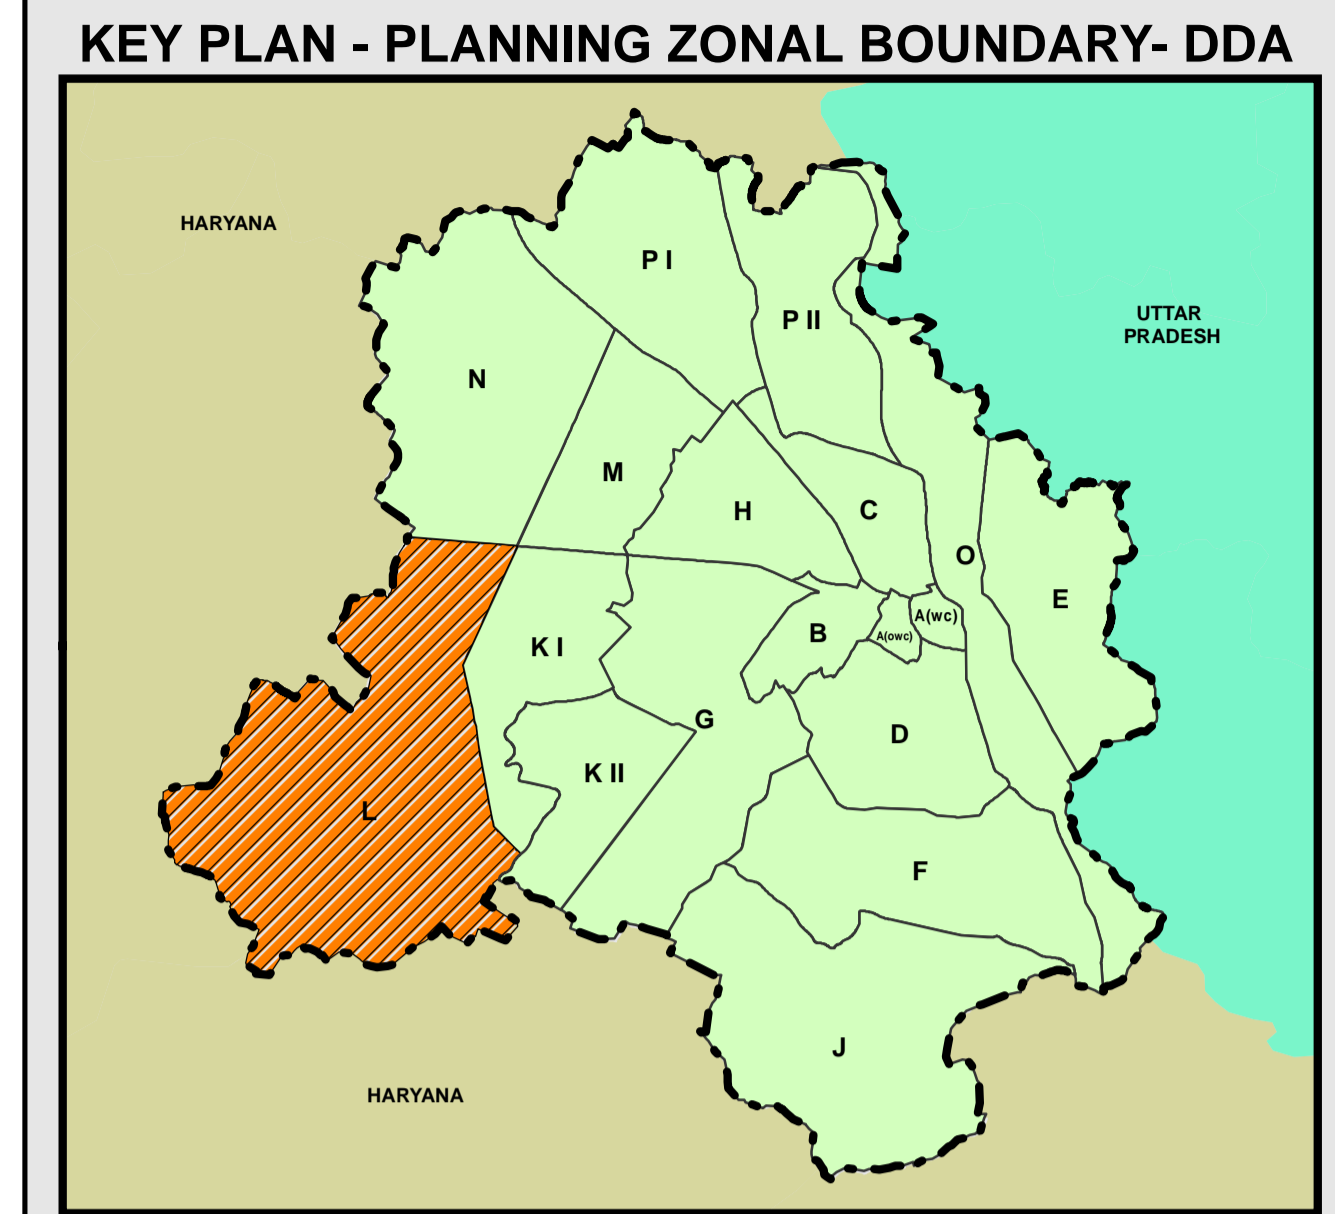 KEY PLAN - PLANNING ZONAL BOUNDARY- DDA
HARYANA
P I
UTTAR
PRADESH
P II
N
M
H
C
O
E
A(wc)
B
A(owc)
K I
G
D
K II
L
F
J
HARYANA